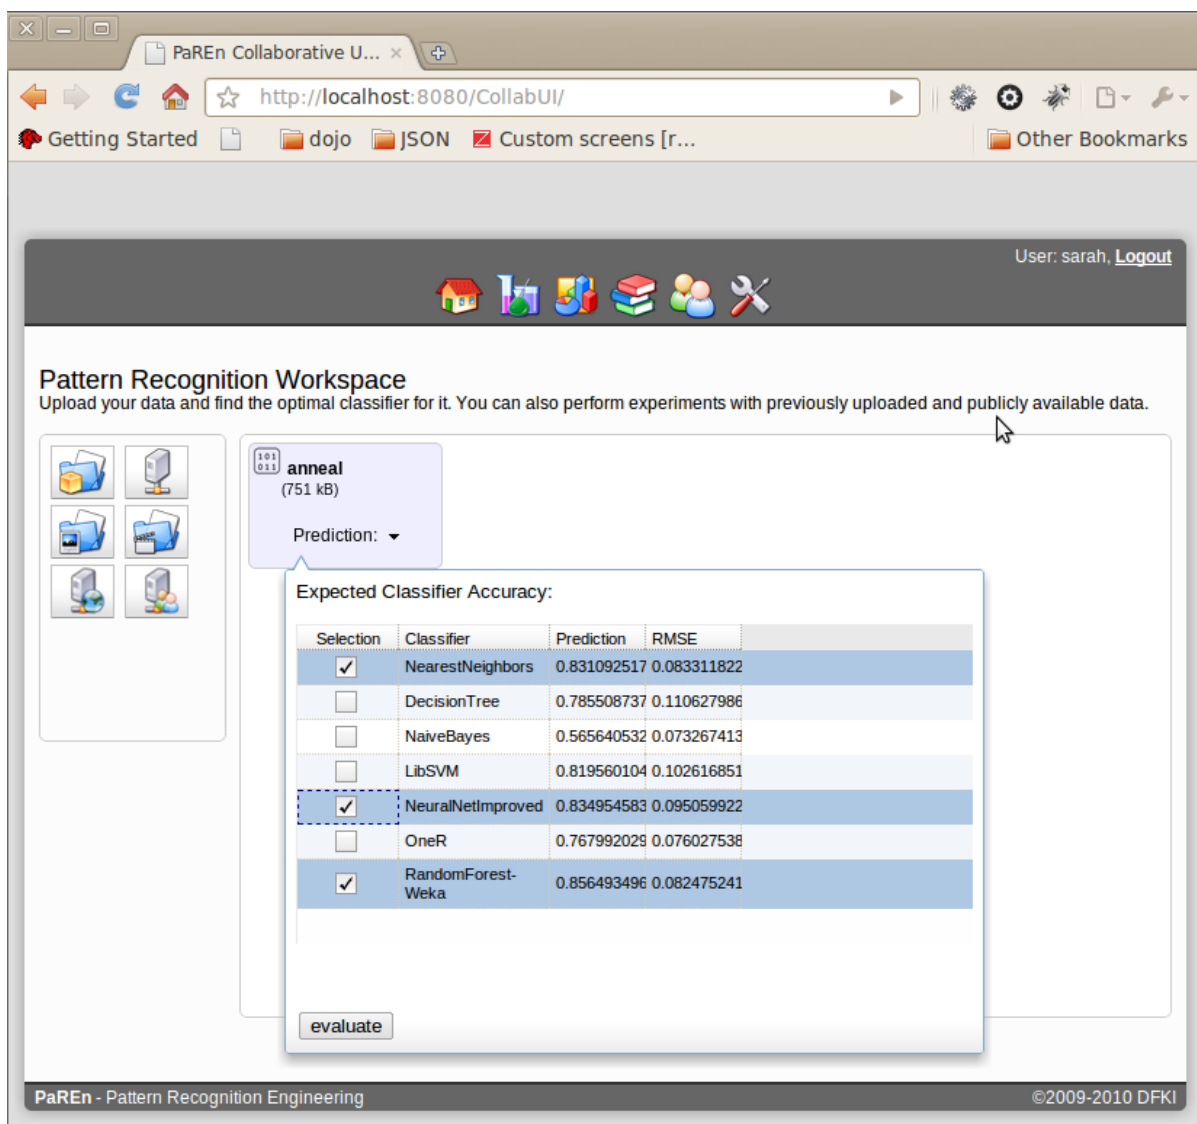 PaREn Collaborative U...
http://localhost:8080/CollabUI/
Getting Started dojo JSON Custom screens [r... Other Bookmarks
User: sarah, Logout
Pattern Recognition Workspace
Upload your data and find the optimal classifier for it. You can also perform experiments with previously uploaded and publicly available data.
101
011
anneal
(751 kB)
Prediction:
Expected Classifier Accuracy:
Selection Classifier Prediction RMSE
NearestNeighbors 0.831092517 0.083311822
DecisionTree 0.785508737 0.110627986
NaiveBayes 0.565640532 0.073267413
LibSVM 0.819560104 0.102616851
NeuralNetImproved 0.834954583 0.095059922
OneR 0.767992029 0.076027538
RandomForest-
Weka 0.856493496 0.082475241
evaluate
PaREn - Pattern Recognition Engineering ©2009-2010 DFKI